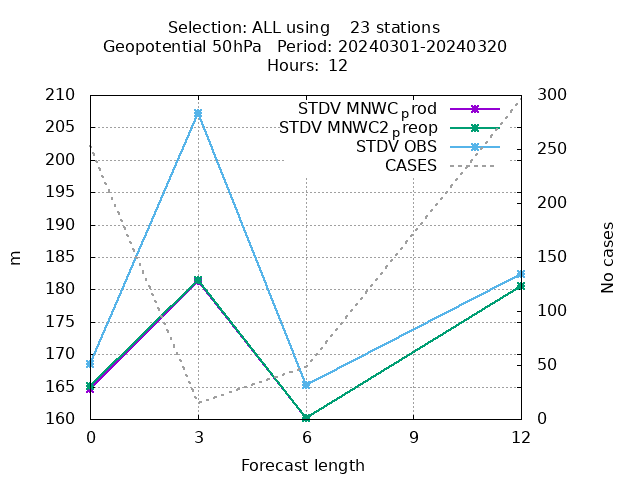 Selection: ALL using    23 stations
Geopotential 50hPa   Period: 20240301-20240320
Hours:  12
STDV MNWCprod
STDV MNWC2preop
STDV OBS
CASES
210
205
200
195
190
185
180
175
170
165
160
m
300
250
200
150
100
50
0
No cases
0 3 6 9 12
Forecast length